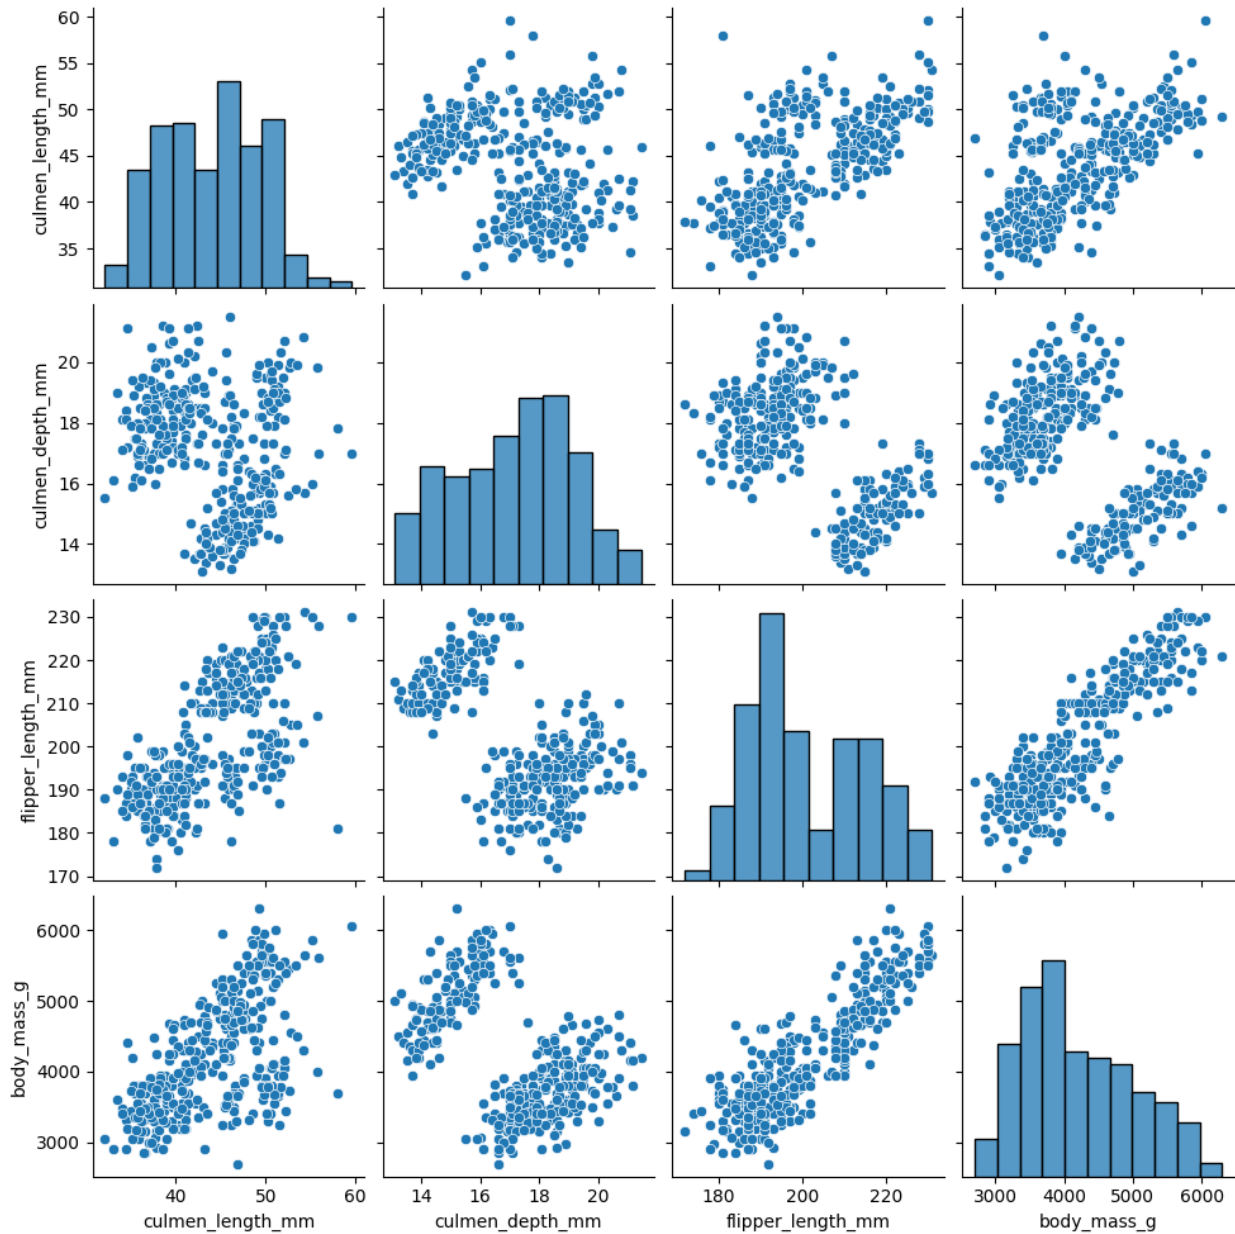 60
55
50
45
40
35
culmen_length_mm
20
18
16
14
culmen_depth_mm
230
220
210
200
190
180
170
flipper_length_mm
6000
5000
4000
3000
body_mass_g
40 50 60
14 16 18 20
180 200 220
3000 4000 5000 6000
culmen_length_mm
culmen_depth_mm
flipper_length_mm
body_mass_g